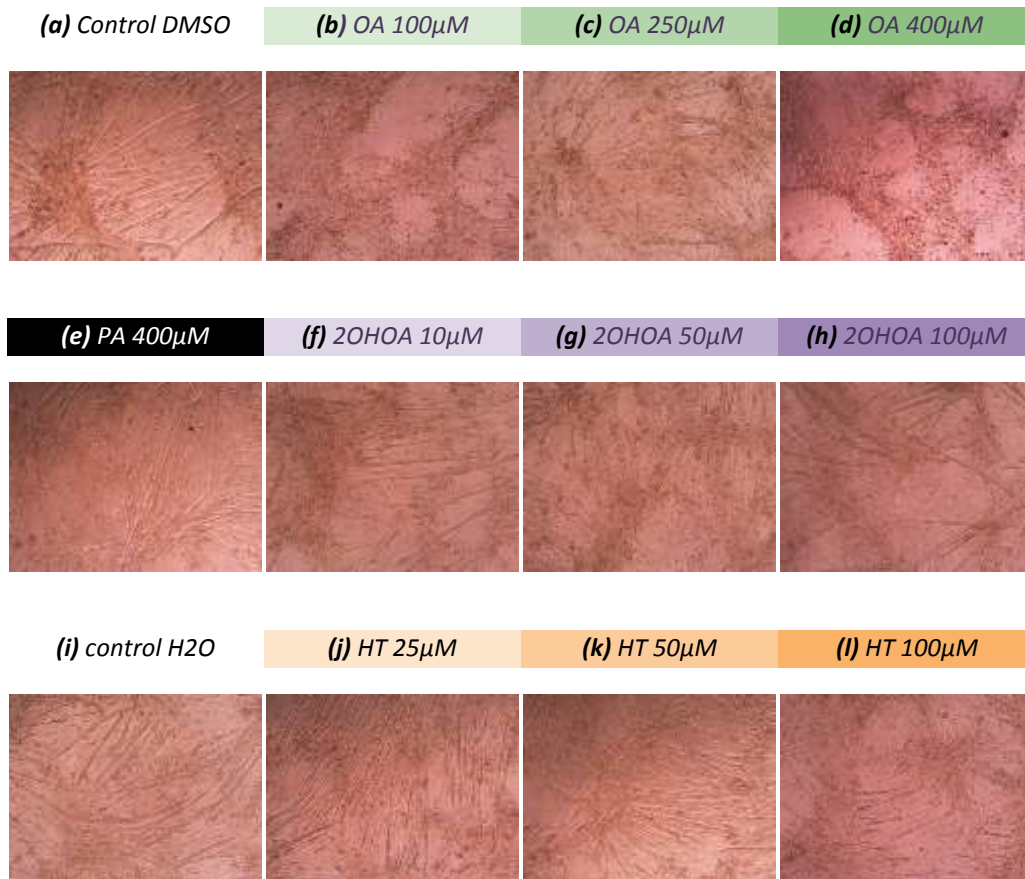 (a) Control DMSO (b) OA 100µM (c) OA 250µM (d) OA 400µM
(e) PA 400µM (f) 2OHOA 10µM (g) 2OHOA 50µM (h) 2OHOA 100µM
(i) control H2O (j) HT 25µM (k) HT 50µM (l) HT 100µM